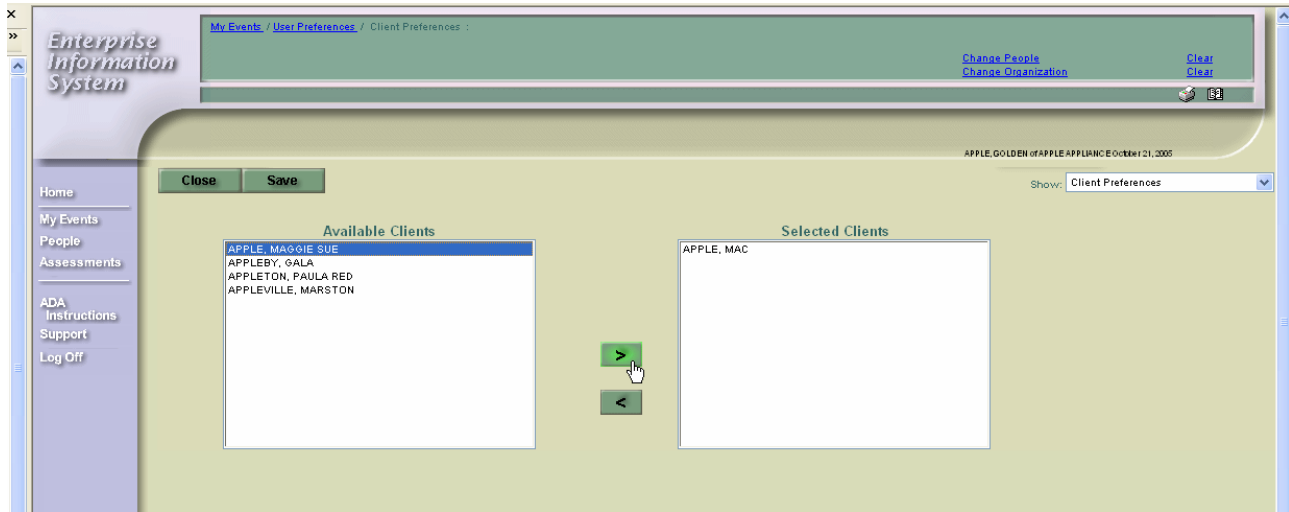 ×
»
Enterprise
Information
System
My Events / User Preferences / Client Preferences :
Change People Clear
Change Organization Clear
APPLE, GOLDEN of APPLE APPLIANCE October 21, 2005
Close Save
Show: Client Preferences
Home
My Events
People
Assessments
ADA
Instructions
Support
Log Off
Available Clients
APPLE, MAGGIE SUE
APPLEBY, GALA
APPLETON, PAULA RED
APPLEVILLE, MARSTON
>
<
Selected Clients
APPLE, MAC